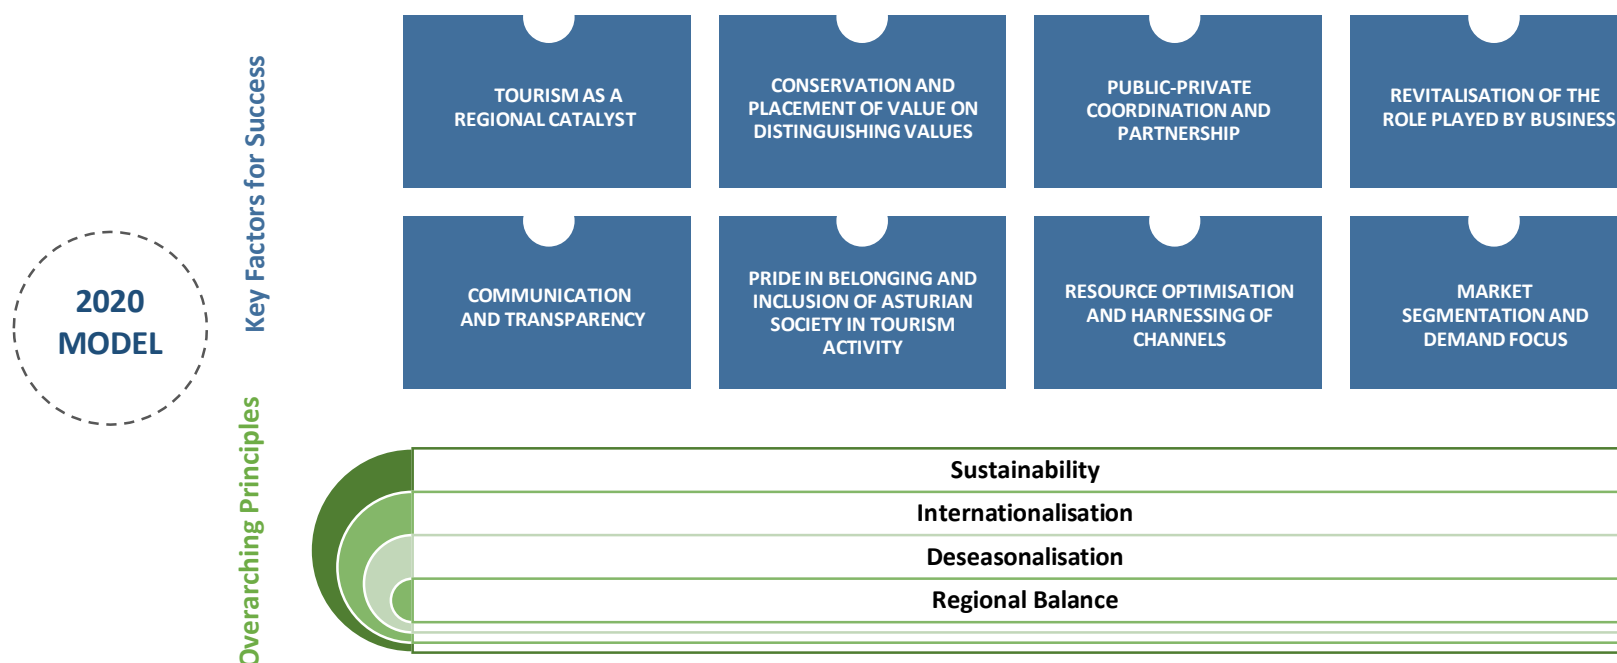 2020
MODEL
Key Factors for Success
TOURISM AS A
REGIONAL CATALYST
CONSERVATION AND
PLACEMENT OF VALUE ON
DISTINGUISHING VALUES
PUBLIC-PRIVATE
COORDINATION AND
PARTNERSHIP
REVITALISATION OF THE
ROLE PLAYED BY BUSINESS
COMMUNICATION
AND TRANSPARENCY
PRIDE IN BELONGING AND
INCLUSION OF ASTURIAN
SOCIETY IN TOURISM
ACTIVITY
RESOURCE OPTIMISATION
AND HARNESSING OF
CHANNELS
MARKET
SEGMENTATION AND
DEMAND FOCUS
Overarching Principles
Sustainability
Internationalisation
Deseasonalisation
Regional Balance